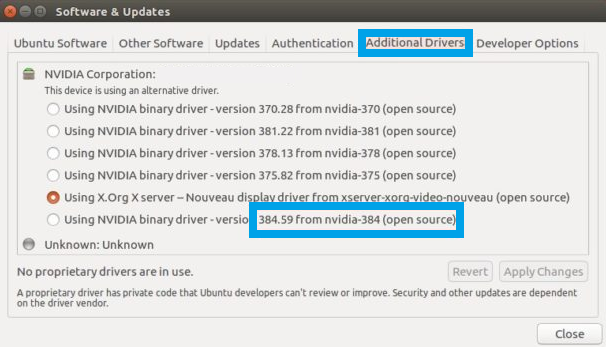 Software & Updates
Ubuntu Software Other Software Updates Authentication Additional Drivers Developer Options
NVIDIA Corporation:
This device is using an alternative driver.
Using NVIDIA binary driver - version 370.28 from nvidia-370 (open source)
Using NVIDIA binary driver - version 381.22 from nvidia-381 (open source)
Using NVIDIA binary driver - version 378.13 from nvidia-378 (open source)
Using NVIDIA binary driver - version 375.82 from nvidia-375 (open source)
Using X.Org X server – Nouveau display driver from xserver-xorg-video-nouveau (open source)
Using NVIDIA binary driver - versio 384.59 from nvidia-384 (open source)
Unknown: Unknown
No proprietary drivers are in use.
Revert Apply Changes
A proprietary driver has private code that Ubuntu developers can't review or improve. Security and other updates are dependent
on the driver vendor.
Close